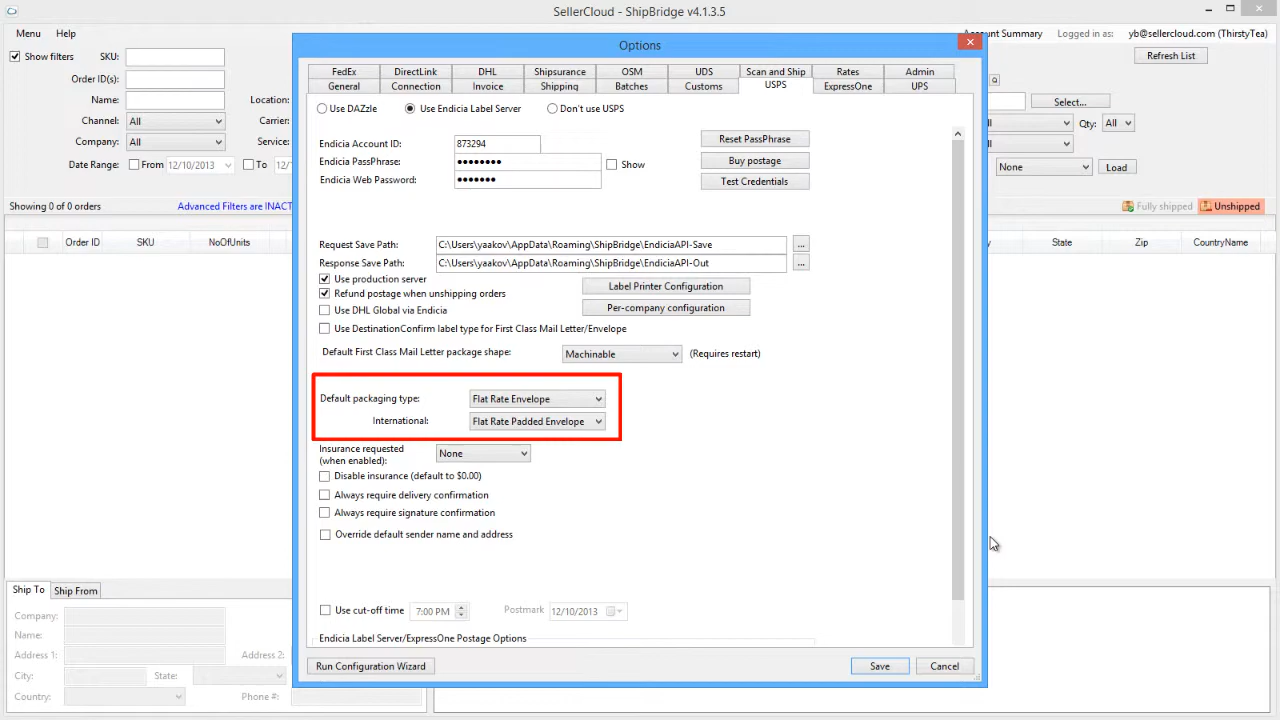 SellerCloud - ShipBridge v4.1.3.5
Menu Help
Account Summary Logged in as: yb@sellercloud.com (ThirstyTea)
Show filters SKU:
Refresh List
Order ID(s):
Name: Location:
Select...
Channel: All Carrier:
All Qty: All
Company: All Service:
All
Date Range: From 12/10/2013 To 12/1
None Load
Showing 0 of 0 orders Advanced Filters are INACT
Fully shipped Unshipped
Order ID SKU NoOfUnits
State Zip CountryName
Options
FedEx DirectLink DHL Shipsurance OSM UDS Scan and Ship Rates Admin
General Connection Invoice Shipping Batches Customs USPS ExpressOne UPS
Use DAZzle Use Endicia Label Server Don't use USPS
Endicia Account ID: 873294 Reset PassPhrase
Endicia PassPhrase: •••••••• Show Buy postage
Endicia Web Password: ••••••• Test Credentials
Request Save Path: C:\Users\yaakov\AppData\Roaming\ShipBridge\EndiciaAPI-Save ...
Response Save Path: C:\Users\yaakov\AppData\Roaming\ShipBridge\EndiciaAPI-Out ...
Use production server Label Printer Configuration
Refund postage when unshipping orders
Use DHL Global via Endicia Per-company configuration
Use DestinationConfirm label type for First Class Mail Letter/Envelope
Default First Class Mail Letter package shape: Machinable (Requires restart)
Default packaging type: Flat Rate Envelope
International: Flat Rate Padded Envelope
Insurance requested
(when enabled): None
Disable insurance (default to $0.00)
Always require delivery confirmation
Always require signature confirmation
Override default sender name and address
Use cut-off time 7:00 PM Postmark 12/10/2013
Endicia Label Server/ExpressOne Postage Options
Run Configuration Wizard Save Cancel
Ship To Ship From
Company:
Name:
Address 1: Address 2:
City: State:
Country: Phone #: